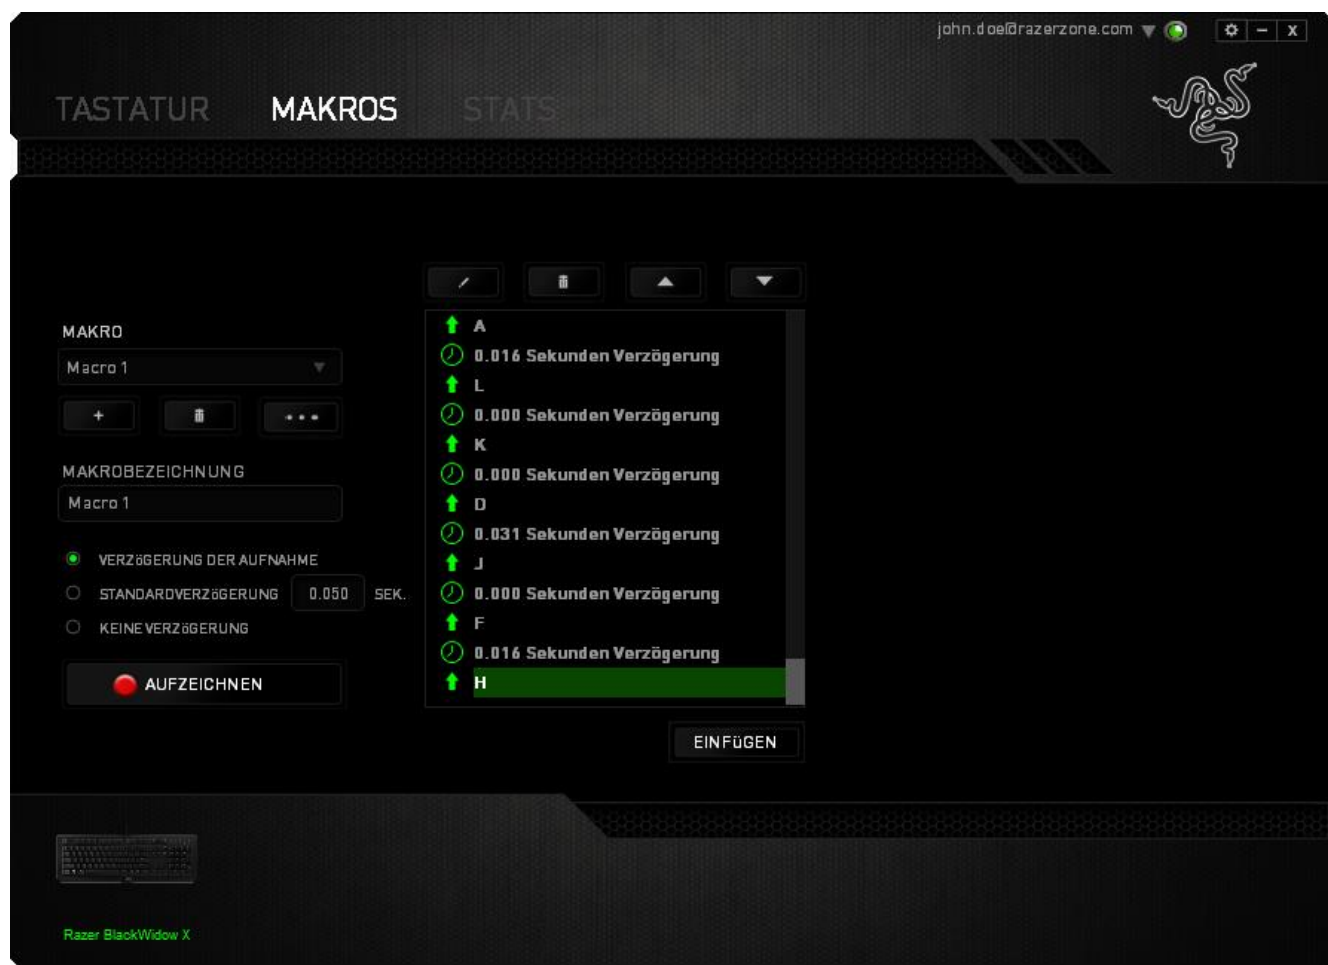 john.doe@razerzone.com
TASTATUR MAKROS STATS
MAKRO
Macro 1
MAKROBEZEICHNUNG
Macro 1
VERZöGERUNG DER AUFNAHME
STANDARDVERZöGERUNG 0.050 SEK.
KEINE VERZöGERUNG
AUFZEICHNEN
A
0.016 Sekunden Verzögerung
L
0.000 Sekunden Verzögerung
K
0.000 Sekunden Verzögerung
D
0.031 Sekunden Verzögerung
J
0.000 Sekunden Verzögerung
F
0.016 Sekunden Verzögerung
H
EINFüGEN
Razer BlackWidow X